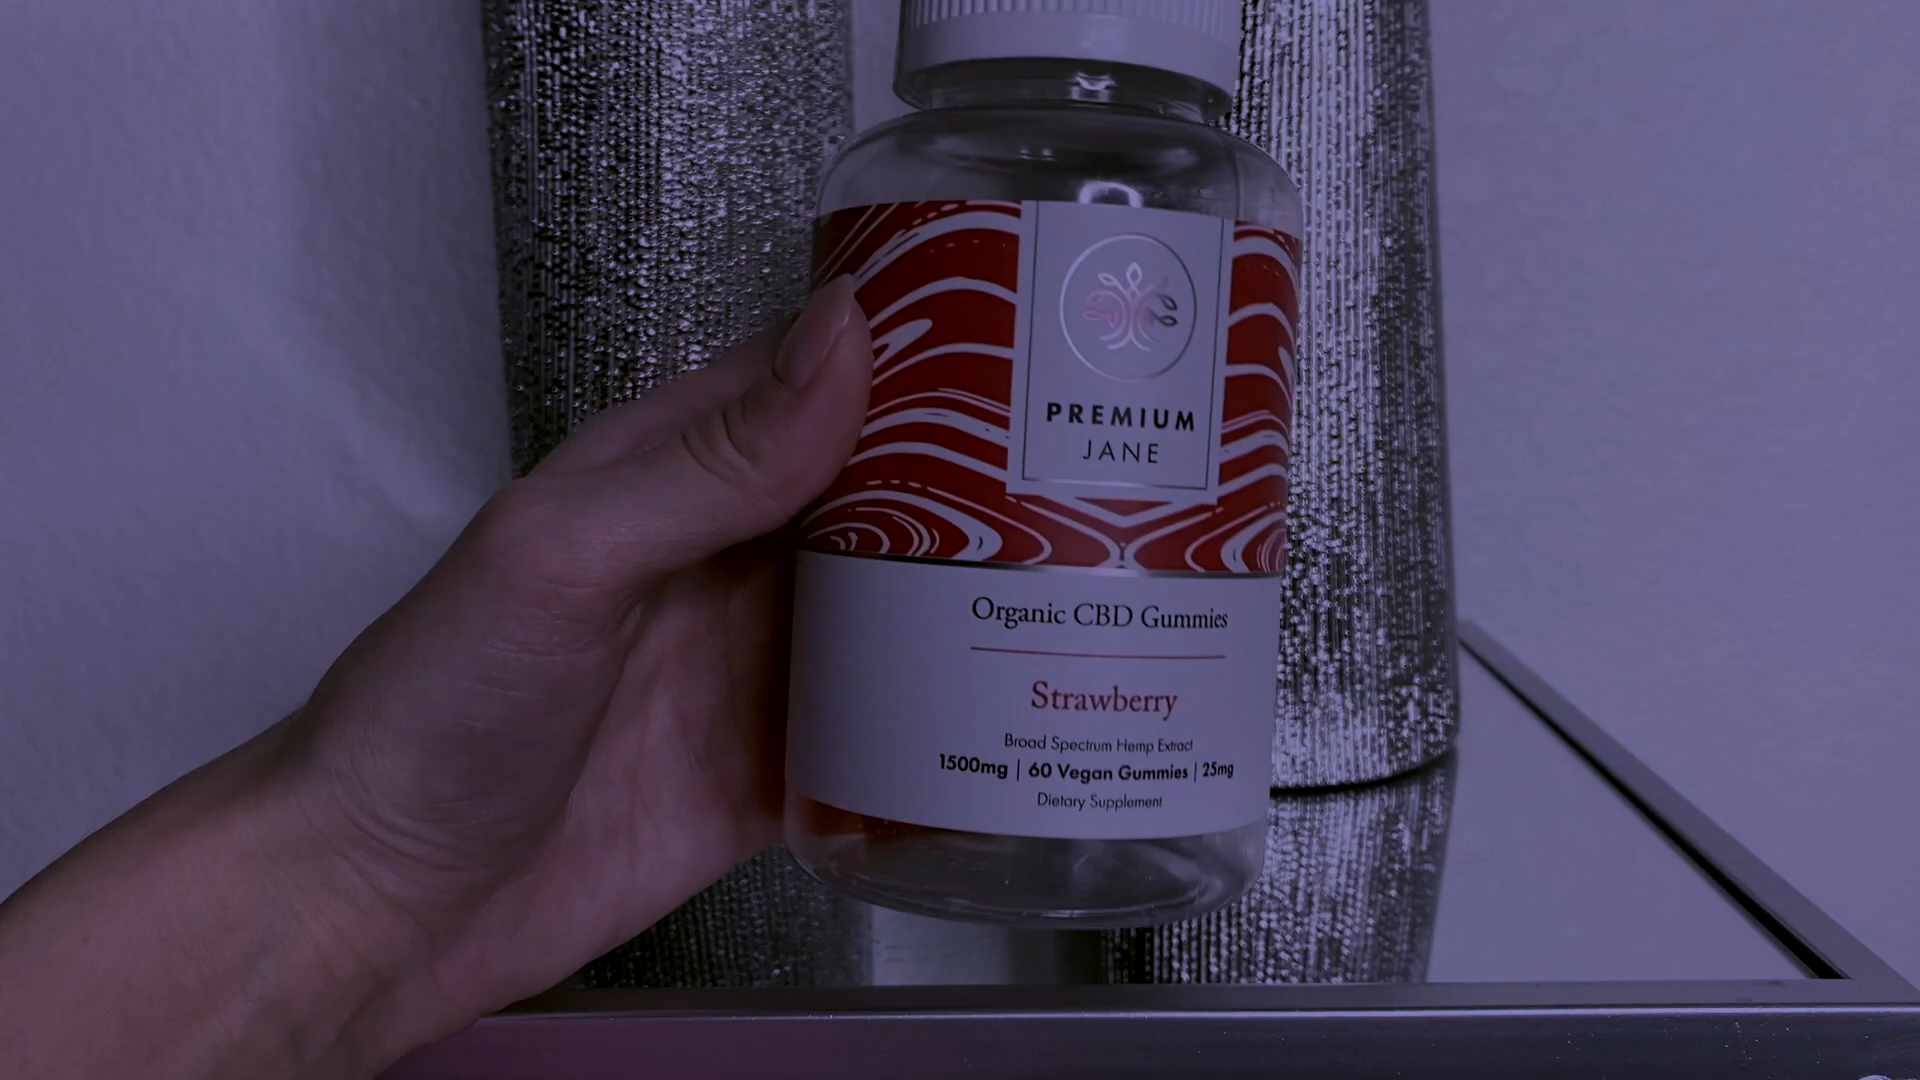 PREMIUM
JANE
Organic CBD Gummies
Strawberry
Broad Spectrum Hemp Extract
1500mg | 60 Vegan Gummies | 25mg
Dietary Supplement